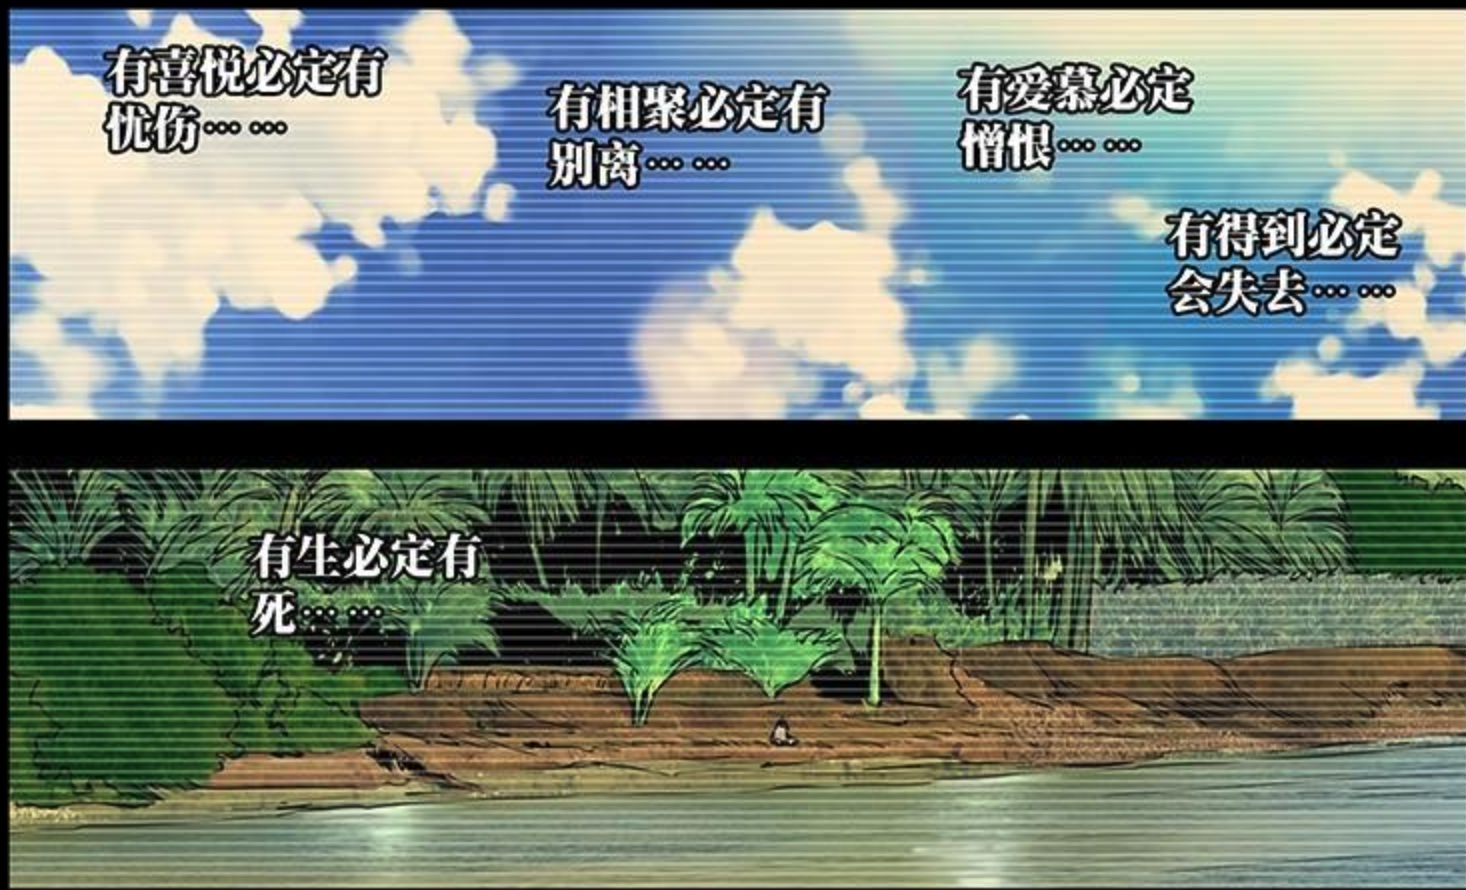 有喜悦必定有
忧伤⋯⋯
有相聚必定有
别离⋯⋯
有爱慕必定
憎恨⋯⋯
有得到必定
会失去⋯⋯
有生必定有
死⋯⋯